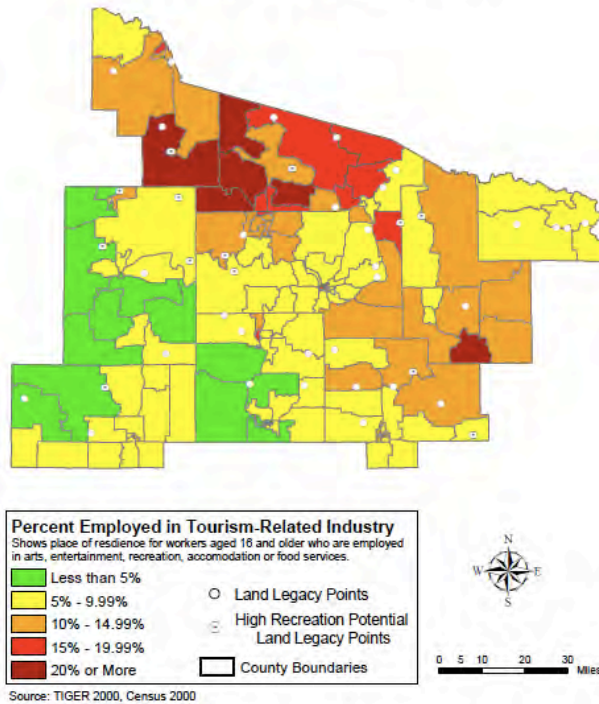 Percent Employed in Tourism-Related Industry
Shows place of resdience for workers aged 16 and older who are employed
in arts, entertainment, recreation, accomodation or food services.
Less than 5%
5% - 9.99%
10% - 14.99%
15% - 19.99%
20% or More
Land Legacy Points
High Recreation Potential
Land Legacy Points
County Boundaries
N
W E
S
0 5 10 20 30
Miles
Source: TIGER 2000, Census 2000